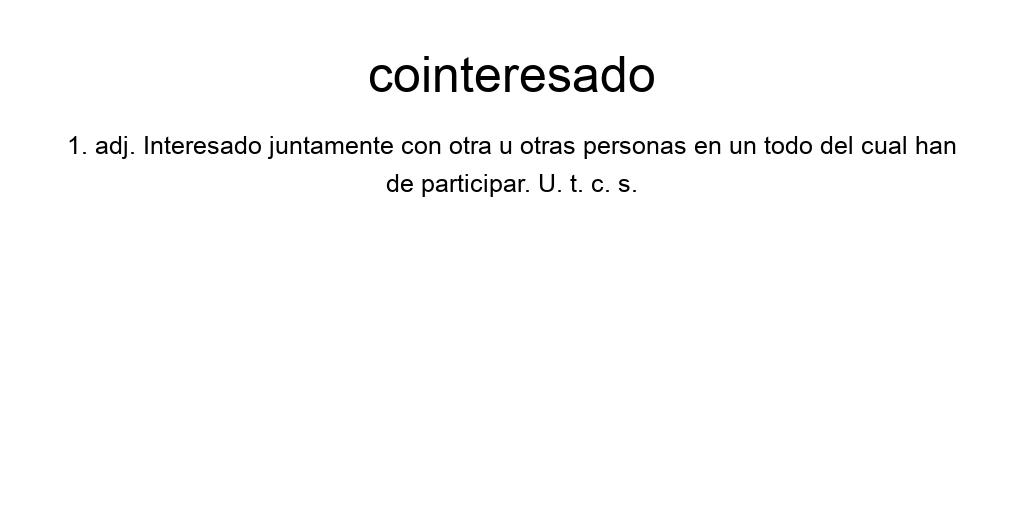 cointeresado
1. adj. Interesado juntamente con otra u otras personas en un todo del cual han
de participar. U. t. c. s.